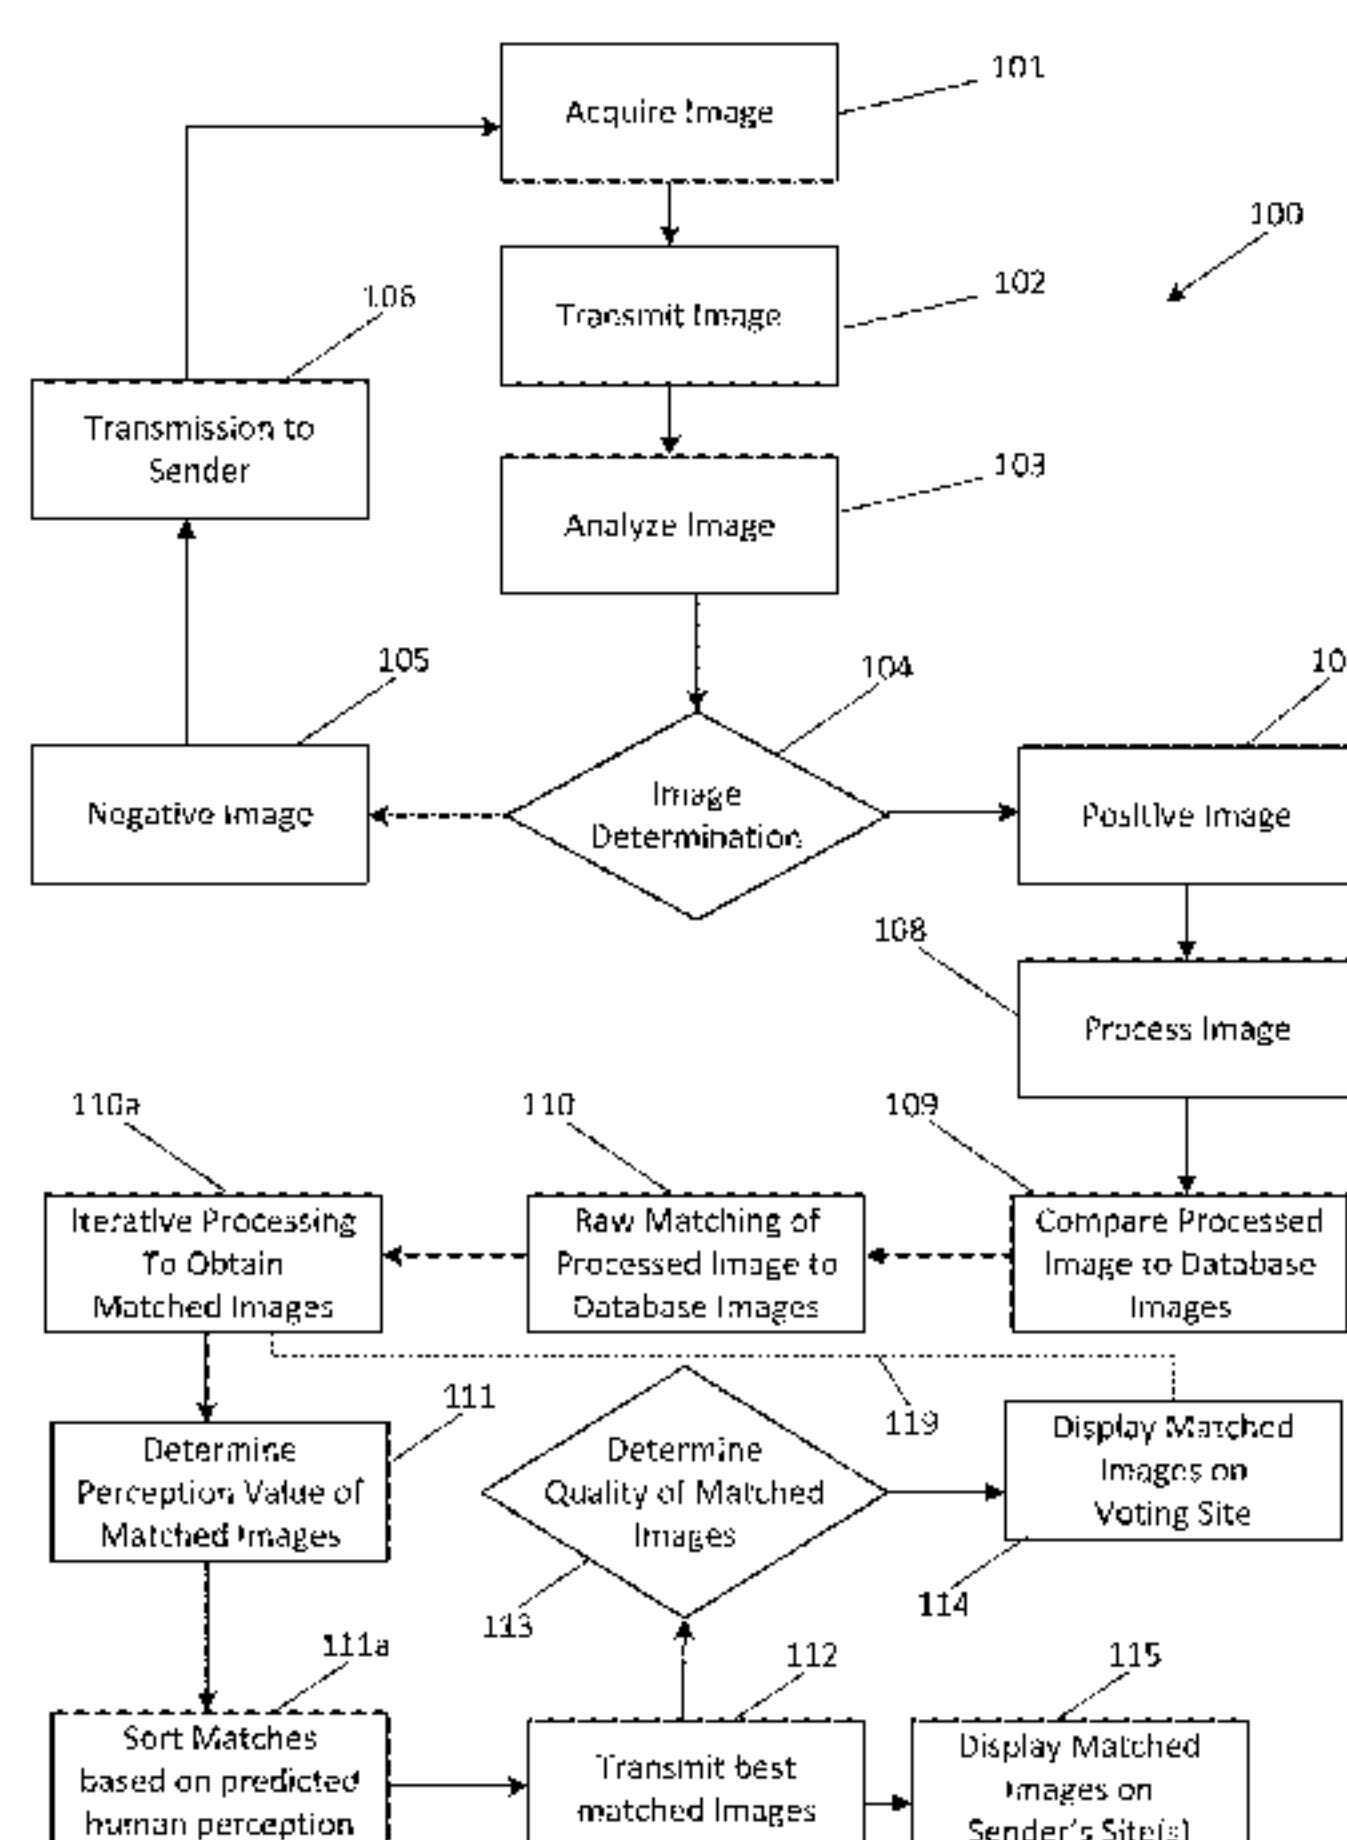 101
Acquire Image
100
102
Transmit Image
106
Transmission to
Sender
103
Analyze Image
105
104
10
Negative Image
Image
Determination
Positive Image
108
Process Image
110a
110
109
Iterative Processing
To Obtain
Matched Images
Raw Matching of
Processed Image to
Database Images
Compare Processed
Image to Database
Images
111
119
Determine
Perception Value of
Matched Images
Determine
Quality of Matched
Images
Display Matched
Images on
Voting Site
113
114
111a
112
115
Sort Matches
based on predicted
human perception
Transmit best
matched Images
Display Matched
Images on
Sender's Site(s)